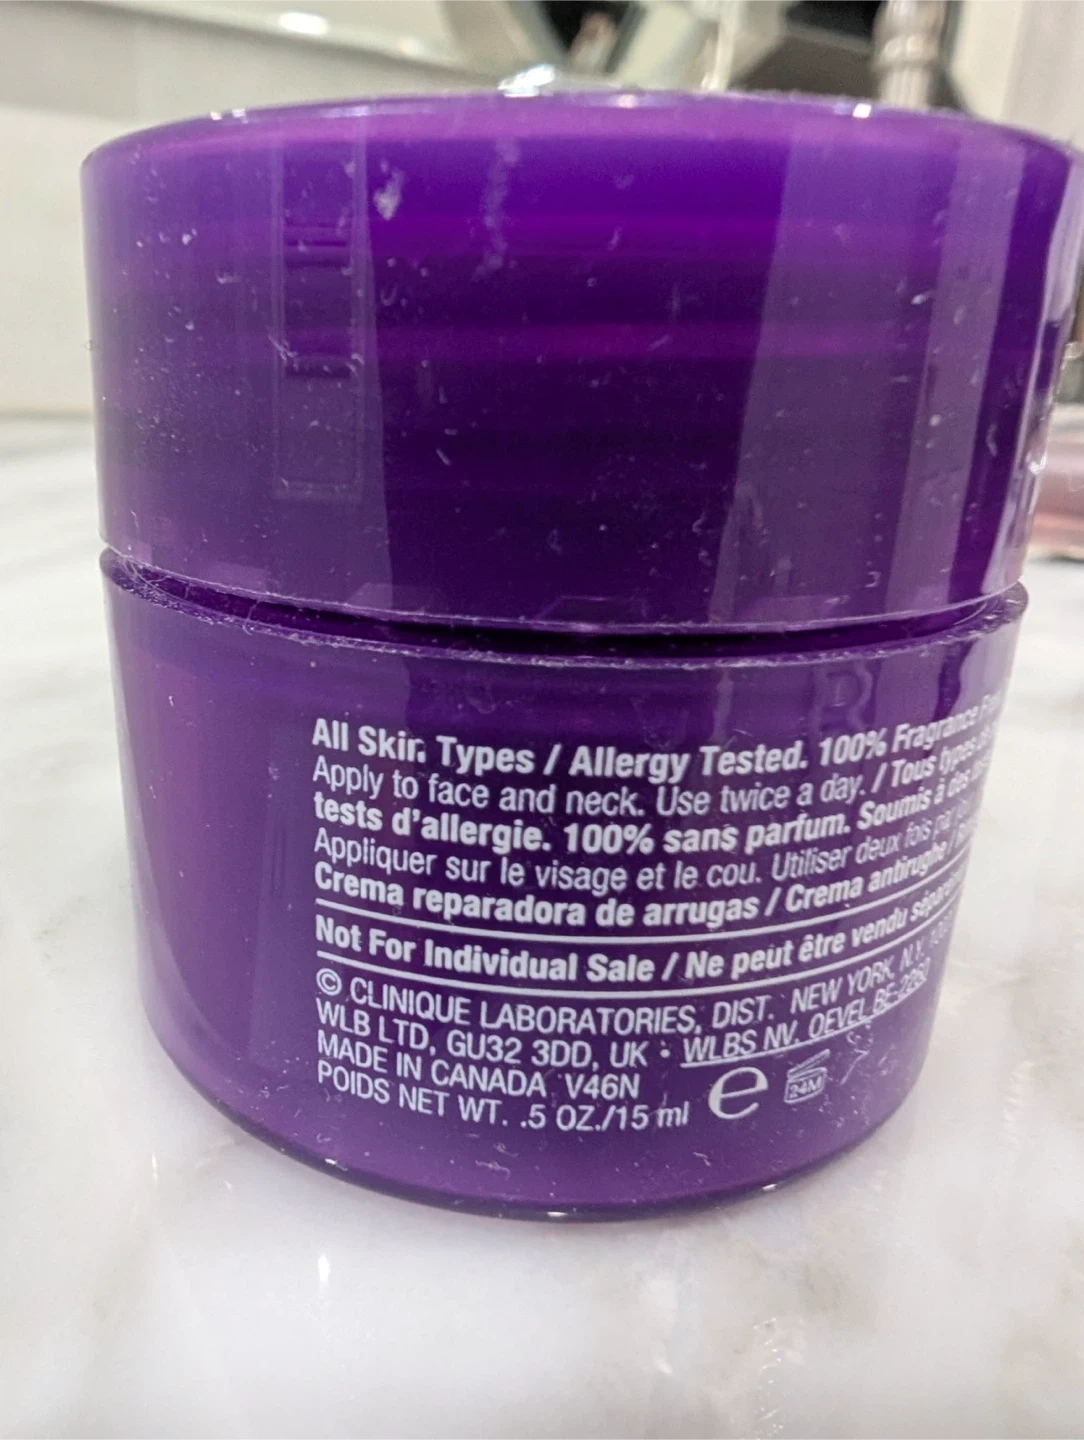 All Skin Types / Allergy Tested. 100% Fragrance
Apply to face and neck. Use twice a day. / Tous types de
tests d'allergie. 100% sans parfum. Soumis à des
Appliquer sur le visage et le cou. Utiliser deux fois par
Crema reparadora de arrugas / Crema antirughe /
Not For Individual Sale / Ne peut être vendu
© CLINIQUE LABORATORIES, DIST. NEW YORK, N.Y.
WLB LTD, GU32 3DD, UK • WLBS NV. OEVEL BE-2260
MADE IN CANADA V46N
POIDS NET WT. .5 OZ./15 ml e 24M